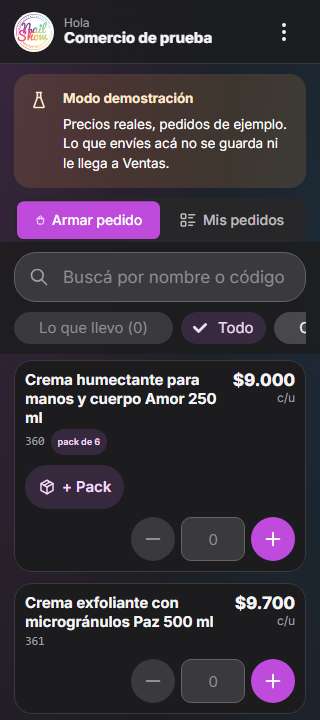 Nail
Show
Hola
Comercio de prueba
Modo demostración
Precios reales, pedidos de ejemplo.
Lo que envíes acá no se guarda ni
le llega a Ventas.
Armar pedido
Mis pedidos
Buscá por nombre o código
Lo que llevo (0)
Todo
Crema humectante para
manos y cuerpo Amor 250
ml
$9.000
c/u
360
pack de 6
+ Pack
0
Crema exfoliante con
microgránulos Paz 500 ml
$9.700
c/u
361
0